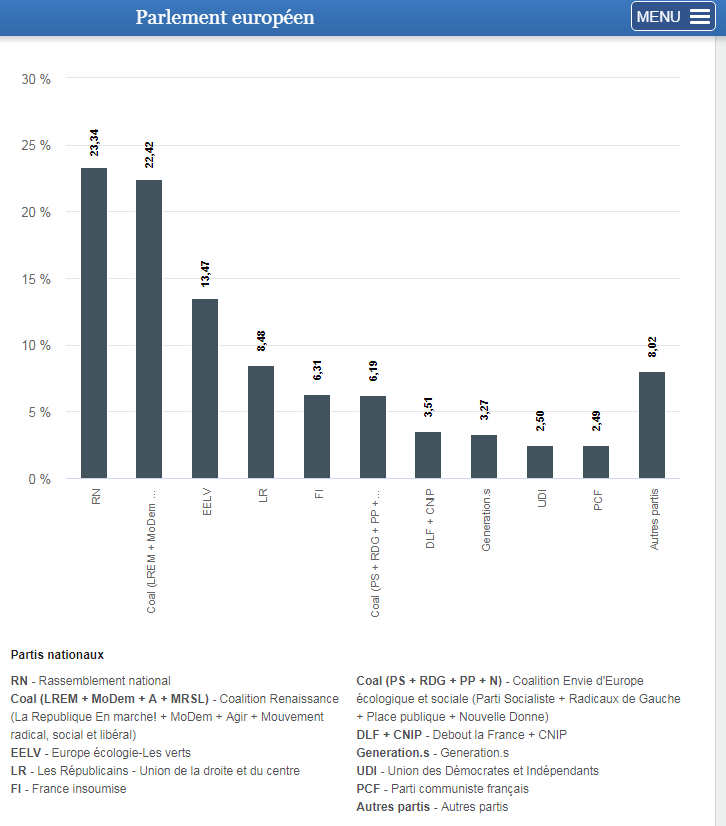 Parlement européen
MENU
30 %
25 %
20 %
15 %
10 %
5 %
0 %
23,34
22,42
13,47
8,48
6,31
6,19
3,51
3,27
2,50
2,49
8,02
RN
Coal (LREM + MoDem ...
EELV
LR
FI
Coal (PS + RDG + PP +...
DLF + CNIP
Generation.s
UDI
PCF
Autres partis
Partis nationaux
RN - Rassemblement national
Coal (LREM + MoDem + A + MRSL) - Coalition Renaissance
(La Republique En marche! + MoDem + Agir + Mouvement
radical, social et libéral)
EELV - Europe écologie-Les verts
LR - Les Républicains - Union de la droite et du centre
FI - France insoumise
Coal (PS + RDG + PP + N) - Coalition Envie d'Europe
écologique et sociale (Parti Socialiste + Radicaux de Gauche
+ Place publique + Nouvelle Donne)
DLF + CNIP - Debout la France + CNIP
Generation.s - Generation.s
UDI - Union des Démocrates et Indépendants
PCF - Parti communiste français
Autres partis - Autres partis